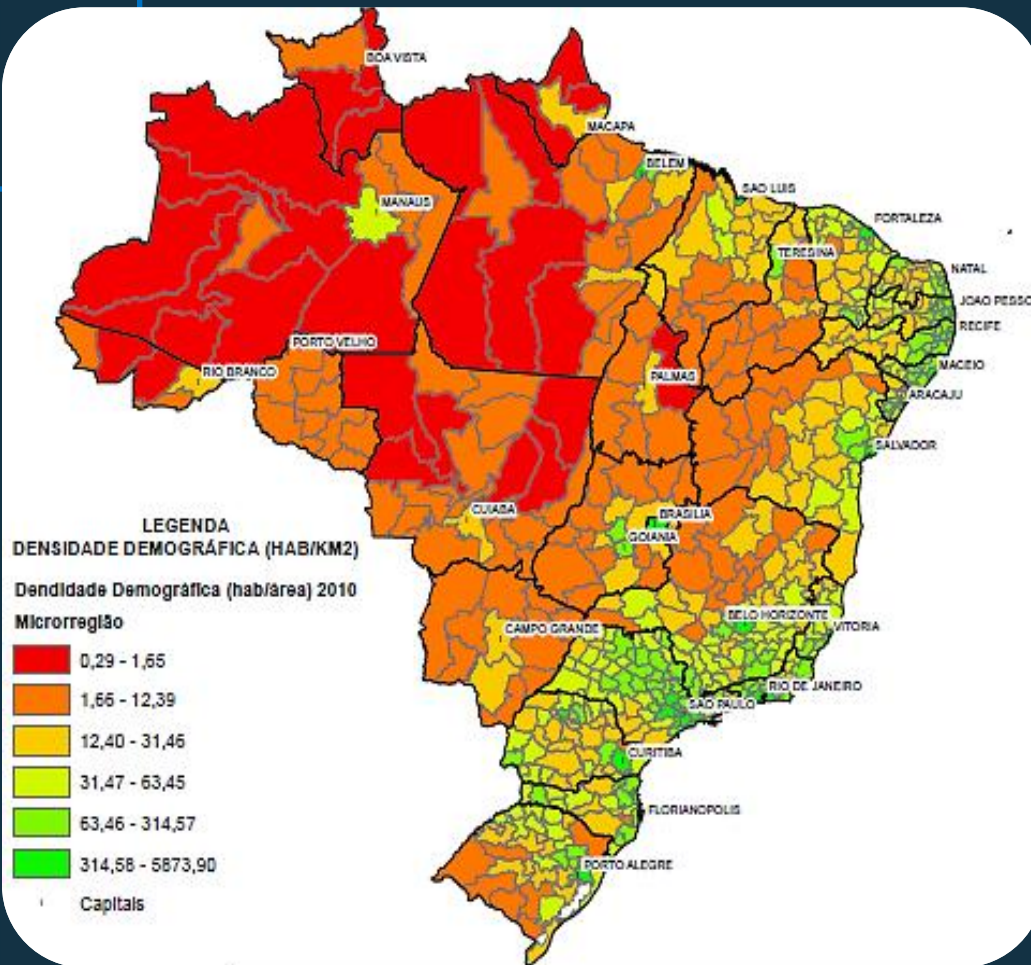 BOA VISTA
MACAPA
BELEM
SAO LUIS
MANAUS
FORTALEZA
TERESINA
NATAL
JOAO PESSO
RECIFE
PORTO VELHO
MACEIO
RIO BRANCO
PALMAS
ARACAJU
SALVADOR
CUIABA
BRASILIA
GOIANIA
BELO HORIZONTE
VITORIA
CAMPO GRANDE
RIO DE JANEIRO
SAO PAULO
CURITIBA
FLORIANOPOLIS
PORTO ALEGRE
LEGENDA
DENSIDADE DEMOGRÁFICA (HAB/KM2)
Dendidade Demográfica (hab/área) 2010
Microrregião
0,29 - 1,65
1,66 - 12,39
12,40 - 31,46
31,47 - 63,45
63,46 - 314,57
314,58 - 5873,90
Capitais